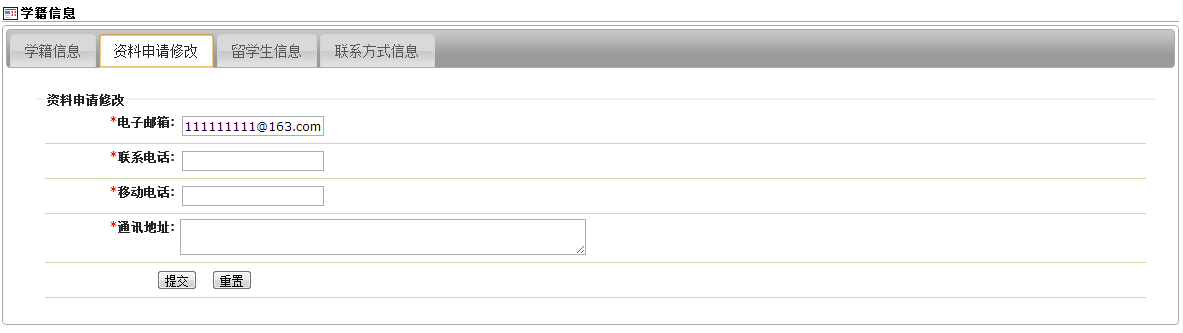 学籍信息
学籍信息 资料申请修改 留学生信息 联系方式信息
资料申请修改
*电子邮箱: 111111111@163.com
*联系电话:
*移动电话:
*通讯地址:
提交 重置